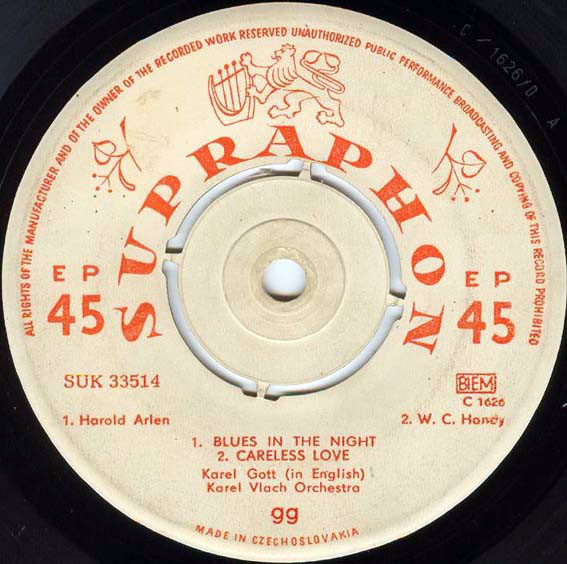 C / 1626/D A
ALL RIGHTS OF THE MANUFACTURER AND OF THE OWNER OF THE RECORDED WORK RESERVED UNAUTHORIZED PUBLIC PERFORMANCE BROADCASTING AND COPYING OF THIS RECORD PROHIBITED
SUPRAPHON
EP
45
EP
45
SUK 33514
BIEM
C 1626
1. Harold Arlen
2. W. C. Handy
1. BLUES IN THE NIGHT
2. CARELESS LOVE
Karel Gott (in English)
Karel Vlach Orchestra
gg
MADE IN CZECHOSLOVAKIA